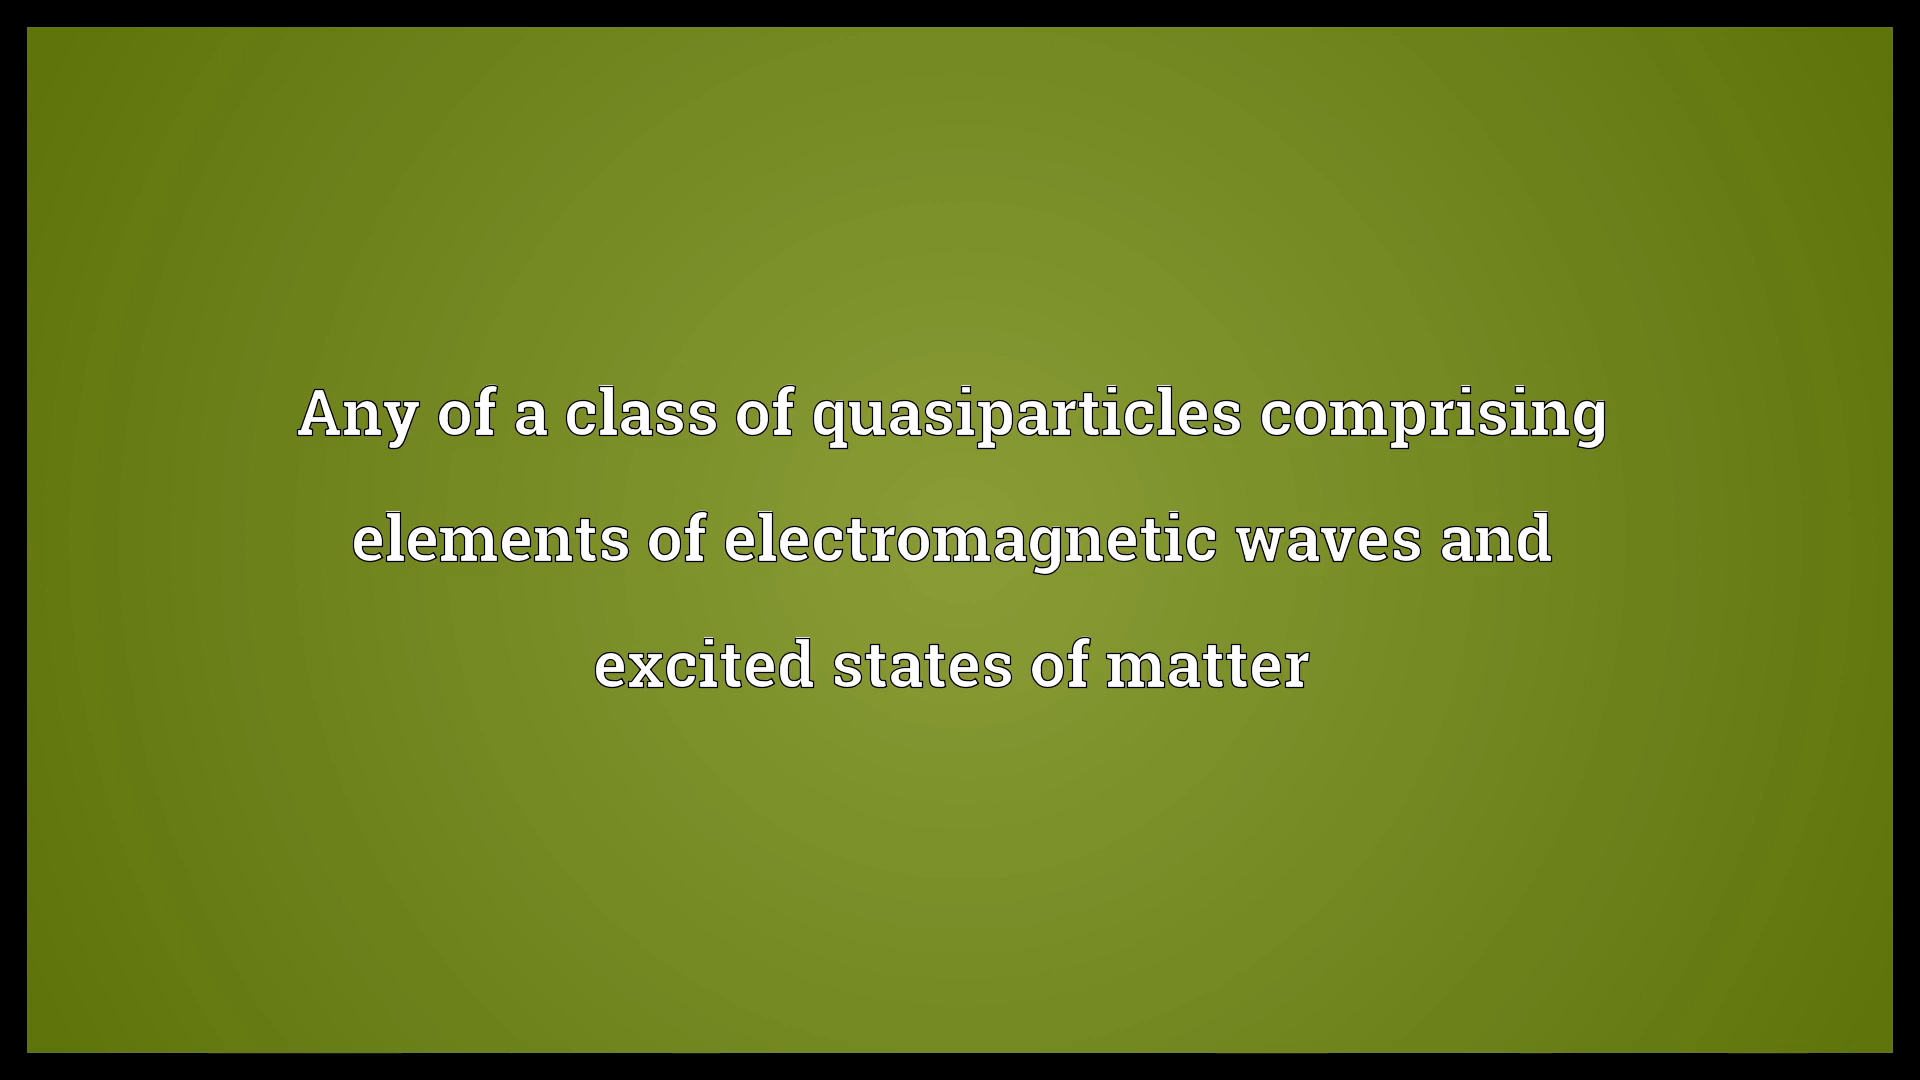 Any of a class of quasiparticles comprising
elements of electromagnetic waves and
excited states of matter